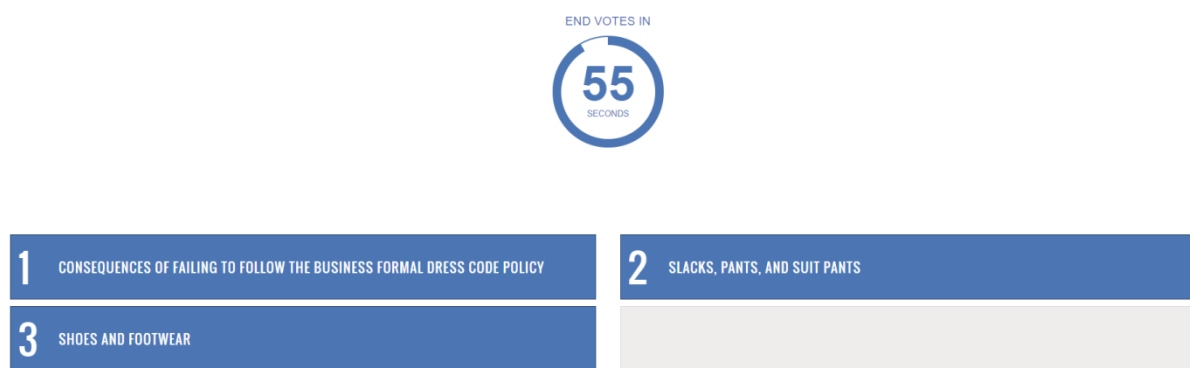 END VOTES IN
55
SECONDS
1 CONSEQUENCES OF FAILING TO FOLLOW THE BUSINESS FORMAL DRESS CODE POLICY
2 SLACKS, PANTS, AND SUIT PANTS
3 SHOES AND FOOTWEAR